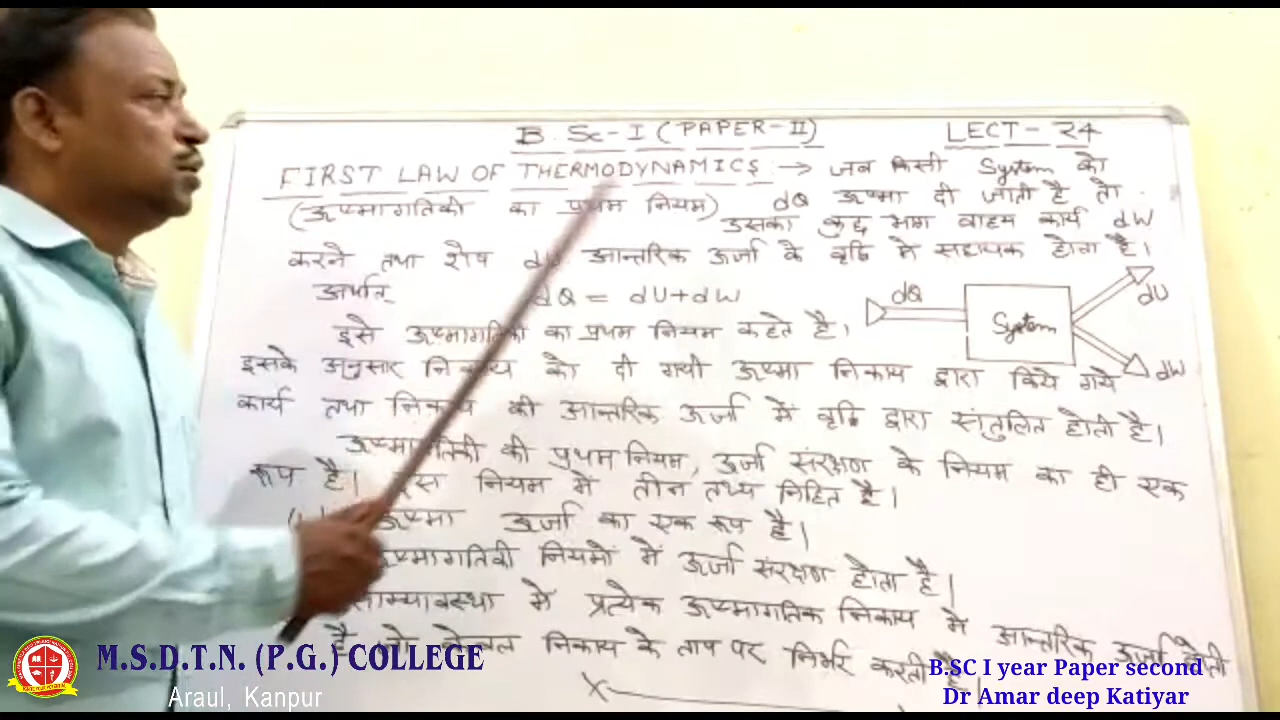 B.Sc-I (PAPER-II) LECT-24
FIRST LAW OF THERMODYNAMICS:→ जब किसी System को
(ऊष्मागतिकी का प्रथम नियम) dQ ऊष्मा दी जाती है तो
उसका कुछ भाग वाह्य कार्य dW
करने तथा शेष आन्तरिक ऊर्जा के वृद्धि मे सहायक होता है।
अर्थात् dQ = dU+dW
dQ
System
dU
dW
इसे ऊष्मागतिकी का प्रथम नियम कहते है।
इसके अनुसार निकाय को दी गयी ऊष्मा निकाय द्वारा किये गये
कार्य तथा निकाय की आन्तरिक ऊर्जा में वृद्धि द्वारा संतुलित होती है।
ऊष्मागतिकी की प्रथम नियम, ऊर्जा संरक्षण के नियम का ही एक
रूप है। इस नियम में तीन तथ्य निहित है।
ऊष्मा ऊर्जा का एक रूप है।
ऊष्मागतिकी नियमों में ऊर्जा संरक्षण होता है।
साम्यावस्था में प्रत्येक ऊष्मागतिक निकाय में आन्तरिक ऊर्जा होती
है जो केवल निकाय के ताप पर निर्भर करती है।
M.S.D.T.N. (P.G.) COLLEGE
Araul, Kanpur
B.SC I year Paper second
Dr Amar deep Katiyar